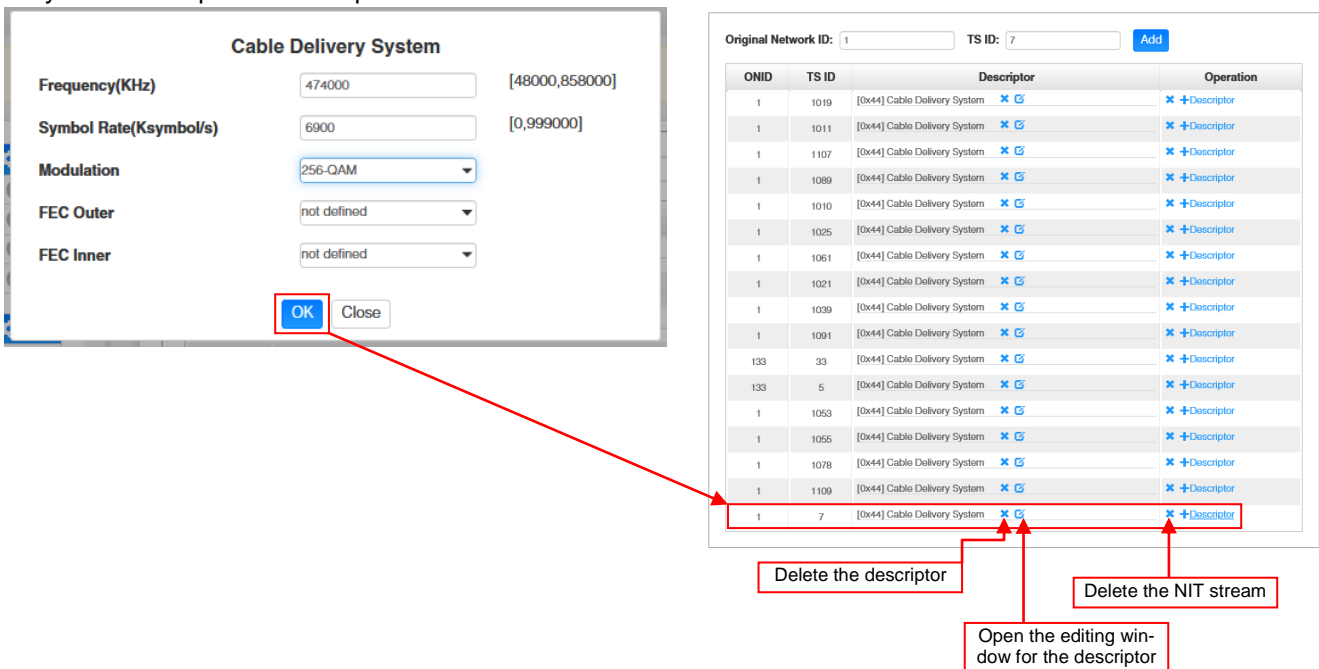 Cable Delivery System
Frequency(KHz) 474000 [48000,858000]
Symbol Rate(Ksymbol/s) 6900 [0,999000]
Modulation 256-QAM
FEC Outer not defined
FEC Inner not defined
OK Close
Original Network ID: 1 TS ID: 7 Add
ONID TS ID Descriptor Operation
1 1019 [0x44] Cable Delivery System +Descriptor
1 1011 [0x44] Cable Delivery System +Descriptor
1 1107 [0x44] Cable Delivery System +Descriptor
1 1089 [0x44] Cable Delivery System +Descriptor
1 1010 [0x44] Cable Delivery System +Descriptor
1 1025 [0x44] Cable Delivery System +Descriptor
1 1061 [0x44] Cable Delivery System +Descriptor
1 1021 [0x44] Cable Delivery System +Descriptor
1 1039 [0x44] Cable Delivery System +Descriptor
1 1091 [0x44] Cable Delivery System +Descriptor
133 33 [0x44] Cable Delivery System +Descriptor
133 5 [0x44] Cable Delivery System +Descriptor
1 1053 [0x44] Cable Delivery System +Descriptor
1 1055 [0x44] Cable Delivery System +Descriptor
1 1078 [0x44] Cable Delivery System +Descriptor
1 1109 [0x44] Cable Delivery System +Descriptor
1 7 [0x44] Cable Delivery System +Descriptor
Delete the descriptor
Delete the NIT stream
Open the editing win-
dow for the descriptor